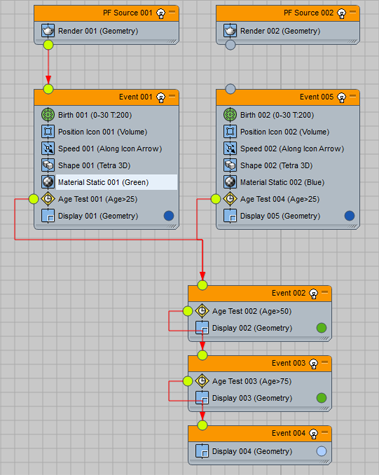 PF Source 001
Render 001 (Geometry)
PF Source 002
Render 002 (Geometry)
Event 001
Birth 001 (0-30 T:200)
Position Icon 001 (Volume)
Speed 001 (Along Icon Arrow)
Shape 001 (Tetra 3D)
Material Static 001 (Green)
Age Test 001 (Age>25)
Display 001 (Geometry)
Event 005
Birth 002 (0-30 T:200)
Position Icon 002 (Volume)
Speed 002 (Along Icon Arrow)
Shape 002 (Tetra 3D)
Material Static 002 (Blue)
Age Test 004 (Age>25)
Display 005 (Geometry)
Event 002
Age Test 002 (Age>50)
Display 002 (Geometry)
Event 003
Age Test 003 (Age>75)
Display 003 (Geometry)
Event 004
Display 004 (Geometry)